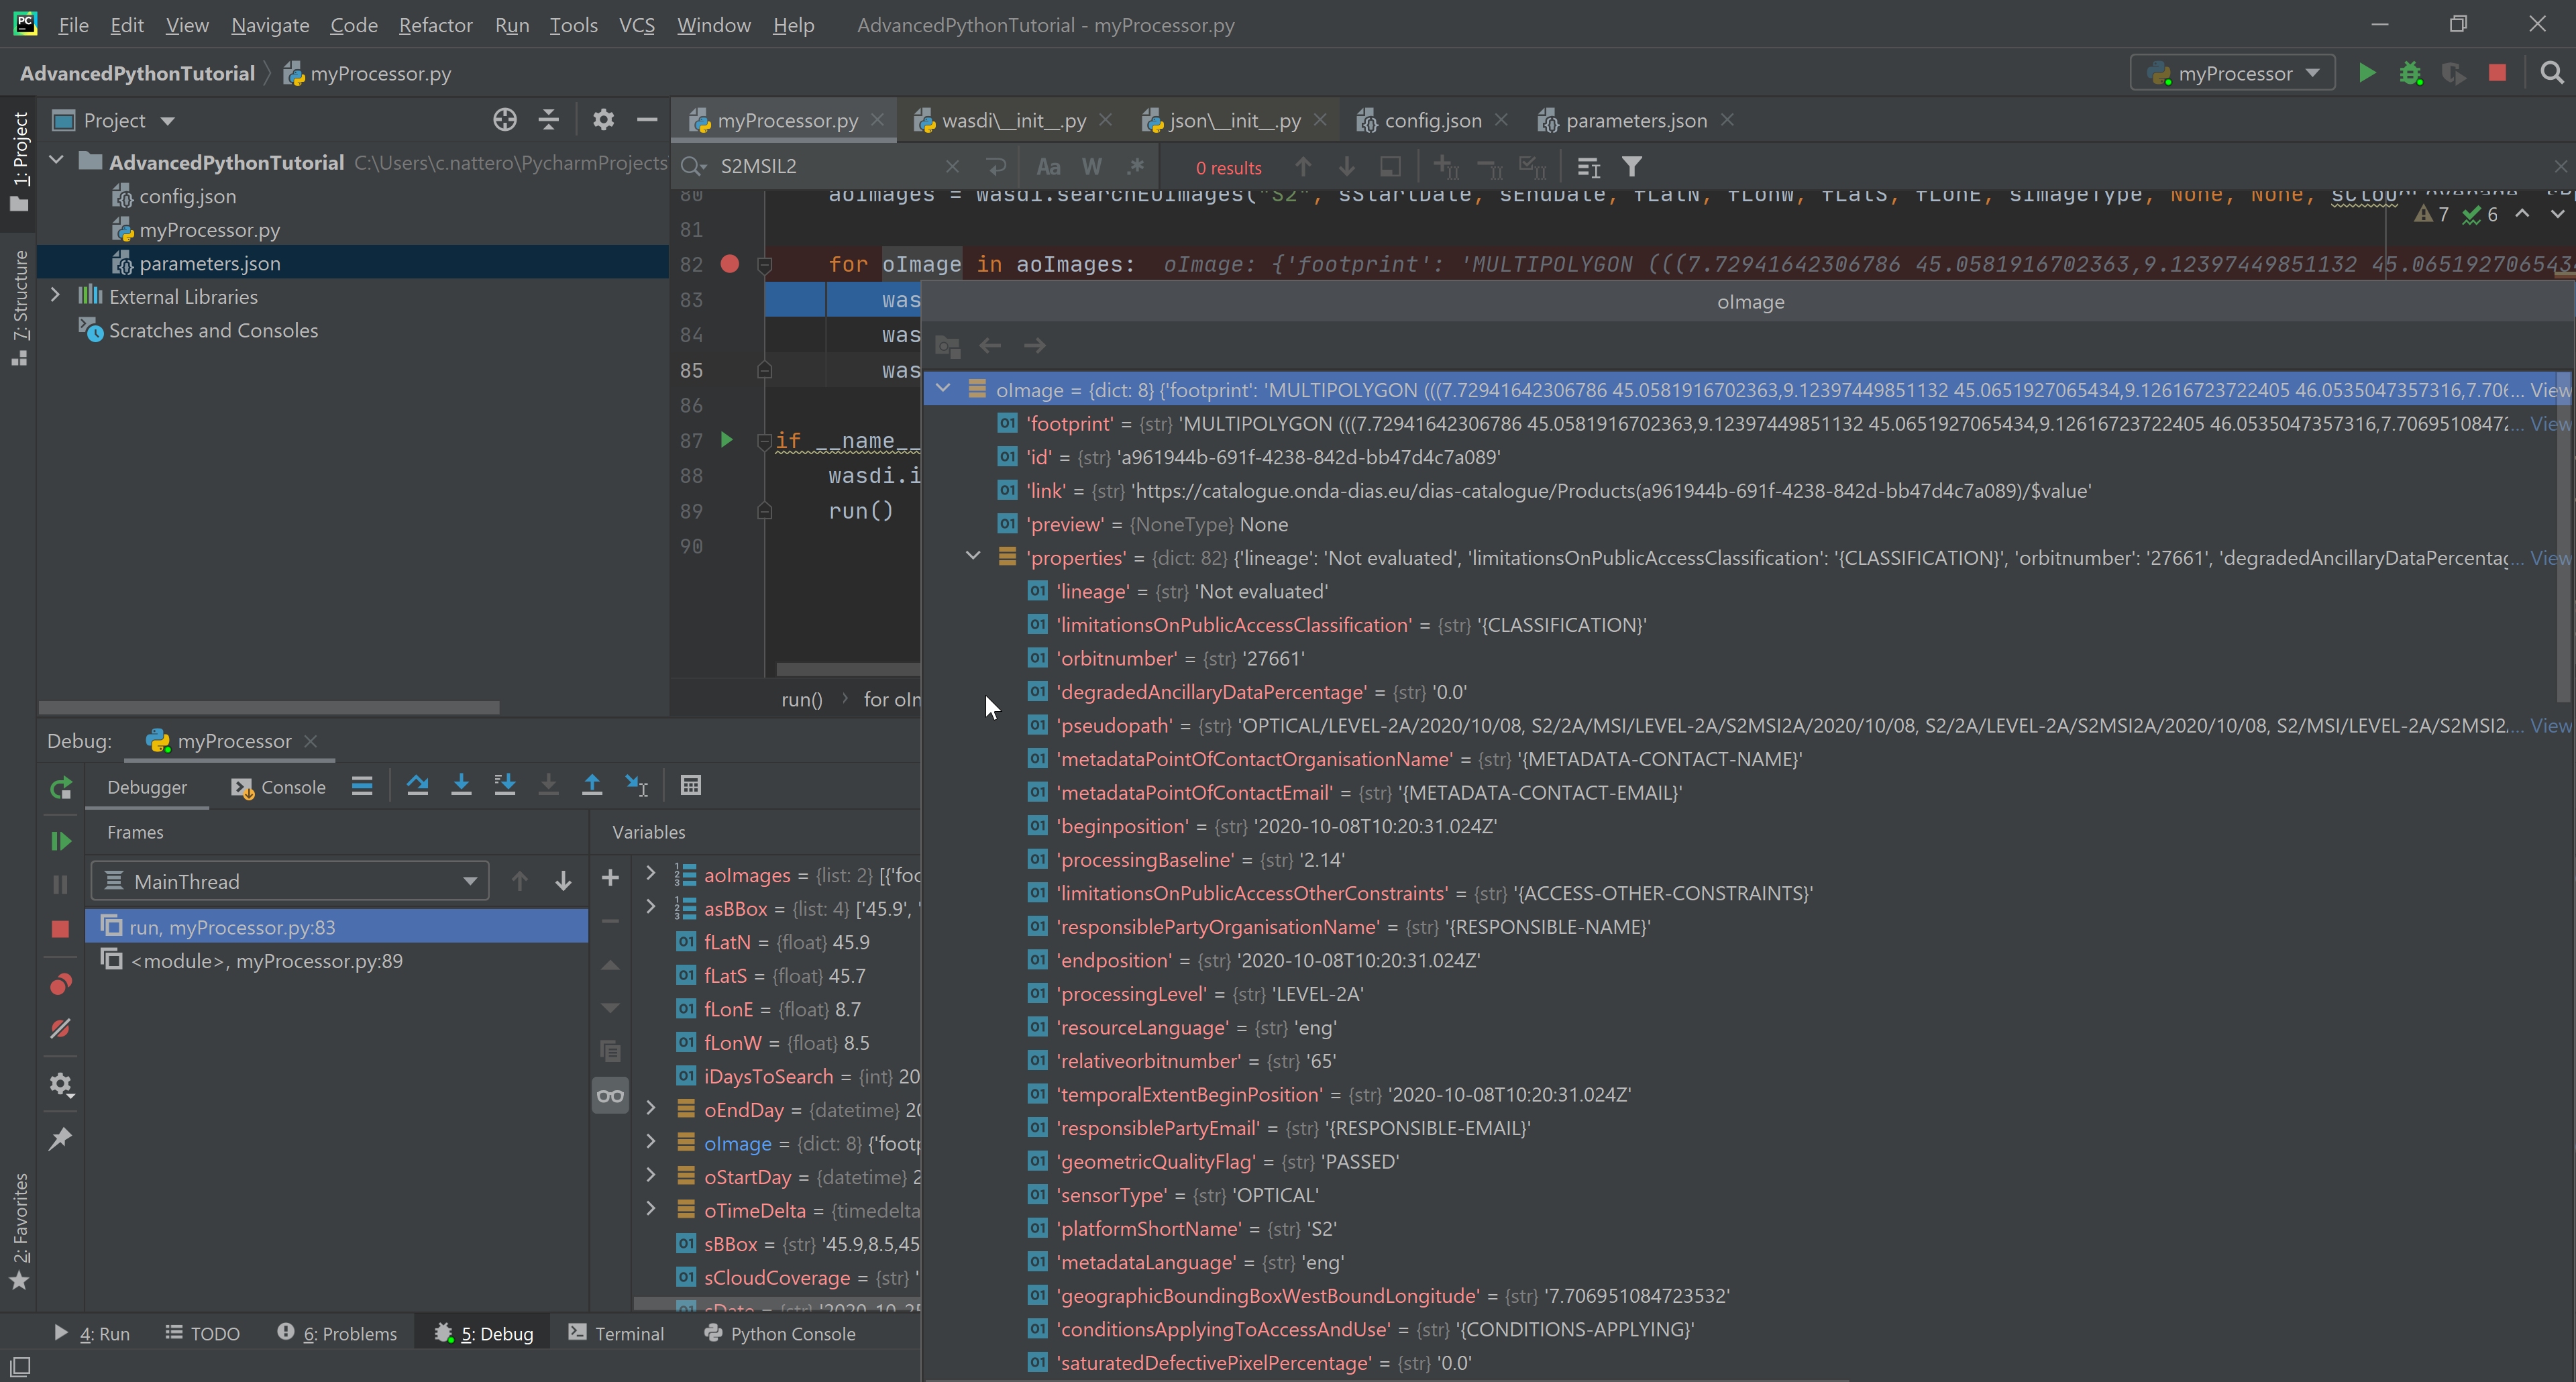 File Edit View Navigate Code Refactor Run Tools VCS Window Help AdvancedPythonTutorial - myProcessor.py
AdvancedPythonTutorial myProcessor.py myProcessor
1: Project
7: Structure
2: Favorites
Project
AdvancedPythonTutorial C:\Users\c.nattero\PycharmProjects
config.json
myProcessor.py
parameters.json
External Libraries
Scratches and Consoles
myProcessor.py wasdi\__init__.py json\__init__.py config.json parameters.json
S2MSIL2 Aa W .* 0 results
80 aoImages = wasdi.searchEOImages("S2", sStartDate, sEndDate, fLatN, fLonW, fLatS, fLonE, sImageType, None, None,
7 6
81
82 for oImage in aoImages: oImage: {'footprint': 'MULTIPOLYGON (((7.72941642306786 45.0581916702363,9.12397449851132 45.0651927065434
83 was
84 was
85 was
86
87 if __name__
88 wasdi.i
89 run()
90
run() for oIm
oImage
oImage = {dict: 8} {'footprint': 'MULTIPOLYGON (((7.72941642306786 45.0581916702363,9.12397449851132 45.0651927065434,9.12616723722405 46.0535047357316,7.706... View
'footprint' = {str} 'MULTIPOLYGON (((7.72941642306786 45.0581916702363,9.12397449851132 45.0651927065434,9.12616723722405 46.0535047357316,7.70695108472... View
'id' = {str} 'a961944b-691f-4238-842d-bb47d4c7a089'
'link' = {str} 'https://catalogue.onda-dias.eu/dias-catalogue/Products(a961944b-691f-4238-842d-bb47d4c7a089)/$value'
'preview' = {NoneType} None
'properties' = {dict: 82} {'lineage': 'Not evaluated', 'limitationsOnPublicAccessClassification': '{CLASSIFICATION}', 'orbitnumber': '27661', 'degradedAncillaryDataPercentag... View
'lineage' = {str} 'Not evaluated'
'limitationsOnPublicAccessClassification' = {str} '{CLASSIFICATION}'
'orbitnumber' = {str} '27661'
'degradedAncillaryDataPercentage' = {str} '0.0'
'pseudopath' = {str} 'OPTICAL/LEVEL-2A/2020/10/08, S2/2A/MSI/LEVEL-2A/S2MSI2A/2020/10/08, S2/2A/LEVEL-2A/S2MSI2A/2020/10/08, S2/MSI/LEVEL-2A/S2MSI2... View
'metadataPointOfContactOrganisationName' = {str} '{METADATA-CONTACT-NAME}'
'metadataPointOfContactEmail' = {str} '{METADATA-CONTACT-EMAIL}'
'beginposition' = {str} '2020-10-08T10:20:31.024Z'
'processingBaseline' = {str} '2.14'
'limitationsOnPublicAccessOtherConstraints' = {str} '{ACCESS-OTHER-CONSTRAINTS}'
'responsiblePartyOrganisationName' = {str} '{RESPONSIBLE-NAME}'
'endposition' = {str} '2020-10-08T10:20:31.024Z'
'processingLevel' = {str} 'LEVEL-2A'
'resourceLanguage' = {str} 'eng'
'relativeorbitnumber' = {str} '65'
'temporalExtentBeginPosition' = {str} '2020-10-08T10:20:31.024Z'
'responsiblePartyEmail' = {str} '{RESPONSIBLE-EMAIL}'
'geometricQualityFlag' = {str} 'PASSED'
'sensorType' = {str} 'OPTICAL'
'platformShortName' = {str} 'S2'
'metadataLanguage' = {str} 'eng'
'geographicBoundingBoxWestBoundLongitude' = {str} '7.706951084723532'
'conditionsApplyingToAccessAndUse' = {str} '{CONDITIONS-APPLYING}'
'saturatedDefectivePixelPercentage' = {str} '0.0'
Debug: myProcessor
Debugger Console
Frames
MainThread
run, myProcessor.py:83
<module>, myProcessor.py:89
Variables
aoImages = {list: 2} [{'foo
asBBox = {list: 4} ['45.9', '
fLatN = {float} 45.9
fLatS = {float} 45.7
fLonE = {float} 8.7
fLonW = {float} 8.5
iDaysToSearch = {int} 20
oEndDay = {datetime} 20
oImage = {dict: 8} {'footp
oStartDay = {datetime} 2
oTimeDelta = {timedelta
sBBox = {str} '45.9,8.5,45
sCloudCoverage = {str} '
sDate = {str} '2020-10-25
4: Run TODO 6: Problems 5: Debug Terminal Python Console